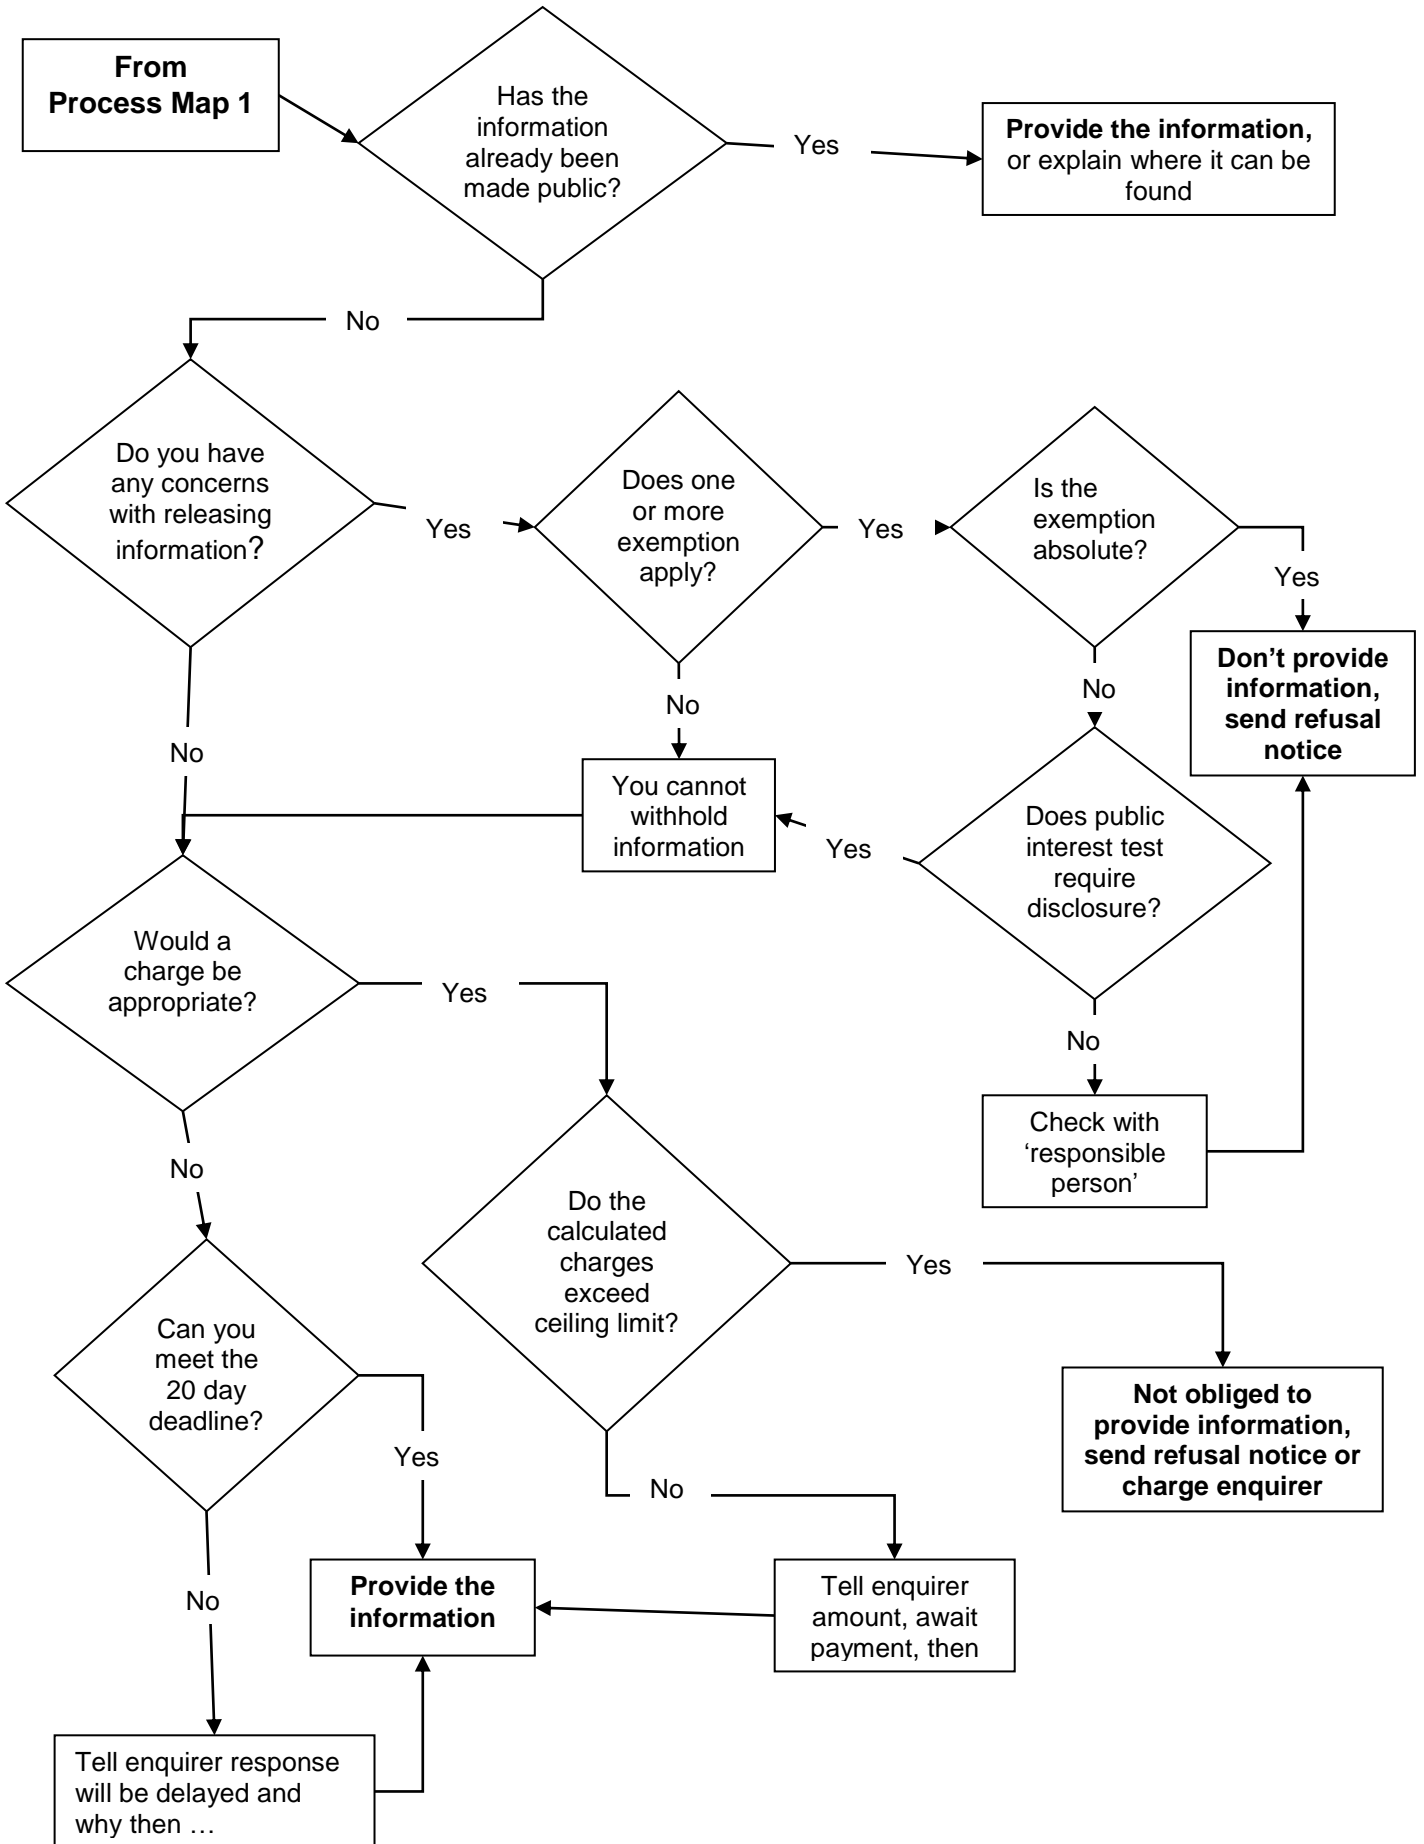 From
Process Map 1
Has the
information
already been
made public?
Yes
Provide the information,
or explain where it can be
found
No
Do you have
any concerns
with releasing
information?
Yes
Does one
or more
exemption
apply?
Yes
Is the
exemption
absolute?
Yes
Don’t provide
information,
send refusal
notice
No
No
No
You cannot
withhold
information
Yes
Does public
interest test
require
disclosure?
Would a
charge be
appropriate?
Yes
No
Check with
‘responsible
person’
No
Do the
calculated
charges
exceed
ceiling limit?
Yes
Can you
meet the
20 day
deadline?
Not obliged to
provide information,
send refusal notice or
charge enquirer
Yes
No
No
Provide the
information
Tell enquirer
amount, await
payment, then
Tell enquirer response
will be delayed and
why then …